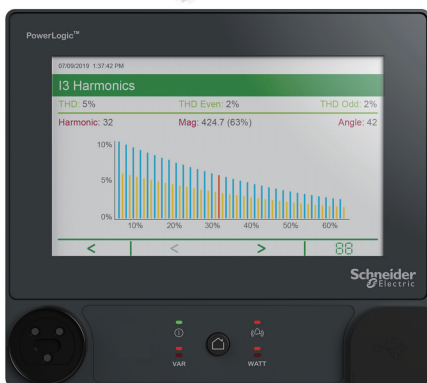 PowerLogic™
07/09/2019 1:37:42 PM
I3 Harmonics
THD: 5% THD Even: 2% THD Odd: 2%
Harmonic: 32 Mag: 424.7 (63%) Angle: 42
10%
5%
0%
10% 20% 30% 40% 50% 60%
< < > 88
Schneider
Electric
VAR WATT